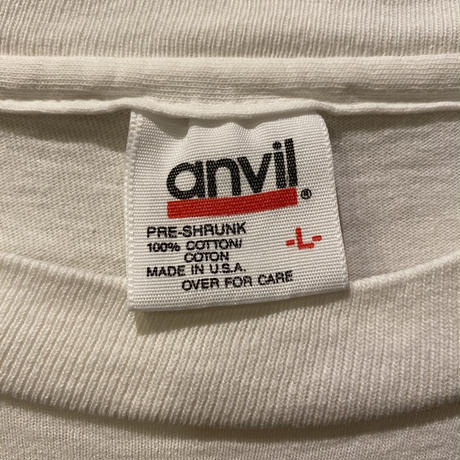 anvil®
PRE-SHRUNK
100% COTTON/
COTON
-L-
MADE IN U.S.A.
OVER FOR CARE